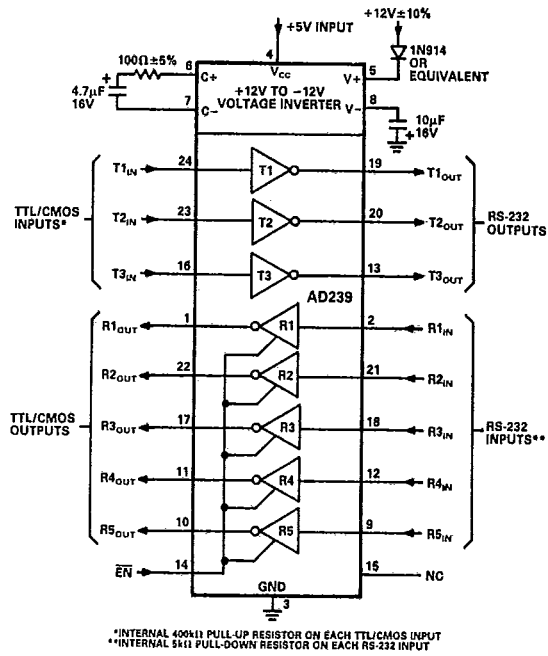 +5V INPUT
+12V±10%
1N914
OR
EQUIVALENT
100Ω±5%
4.7μF
16V
+
6
C+
7
C−
4
VCC
+12V TO −12V
VOLTAGE INVERTER
V+
5
V−
8
10μF
16V
+
TTL/CMOS
INPUTS*
T1IN
24
T1
19
T1OUT
T2IN
23
T2
20
T2OUT
T3IN
16
T3
13
T3OUT
RS-232
OUTPUTS
AD239
TTL/CMOS
OUTPUTS
R1OUT
1
R1
2
R1IN
R2OUT
22
R2
21
R2IN
R3OUT
17
R3
18
R3IN
R4OUT
11
R4
12
R4IN
R5OUT
10
R5
9
R5IN
RS-232
INPUTS**
EN
14
15
NC
GND
3
*INTERNAL 400kΩ PULL-UP RESISTOR ON EACH TTL/CMOS INPUT
**INTERNAL 5kΩ PULL-DOWN RESISTOR ON EACH RS-232 INPUT